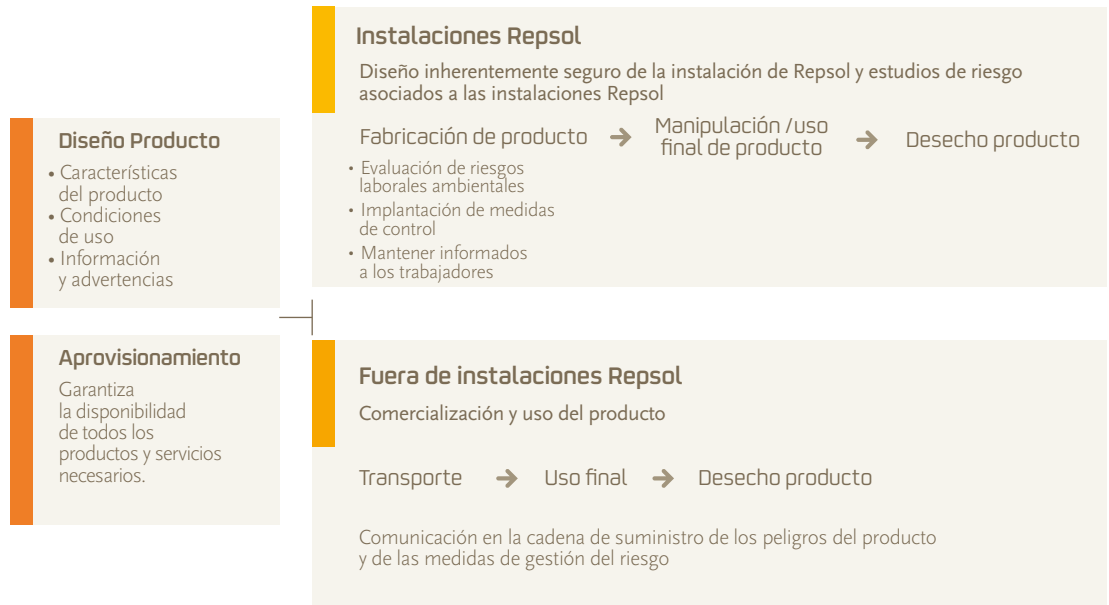 Diseño Producto
• Características
del producto
• Condiciones
de uso
• Información
y advertencias
Aprovisionamiento
Garantiza
la disponibilidad
de todos los
productos y servicios
necesarios.
Instalaciones Repsol
Diseño inherentemente seguro de la instalación de Repsol y estudios de riesgo
asociados a las instalaciones Repsol
Fabricación de producto → Manipulación /uso
final de producto → Desecho producto
• Evaluación de riesgos
laborales ambientales
• Implantación de medidas
de control
• Mantener informados
a los trabajadores
Fuera de instalaciones Repsol
Comercialización y uso del producto
Transporte → Uso final → Desecho producto
Comunicación en la cadena de suministro de los peligros del producto
y de las medidas de gestión del riesgo